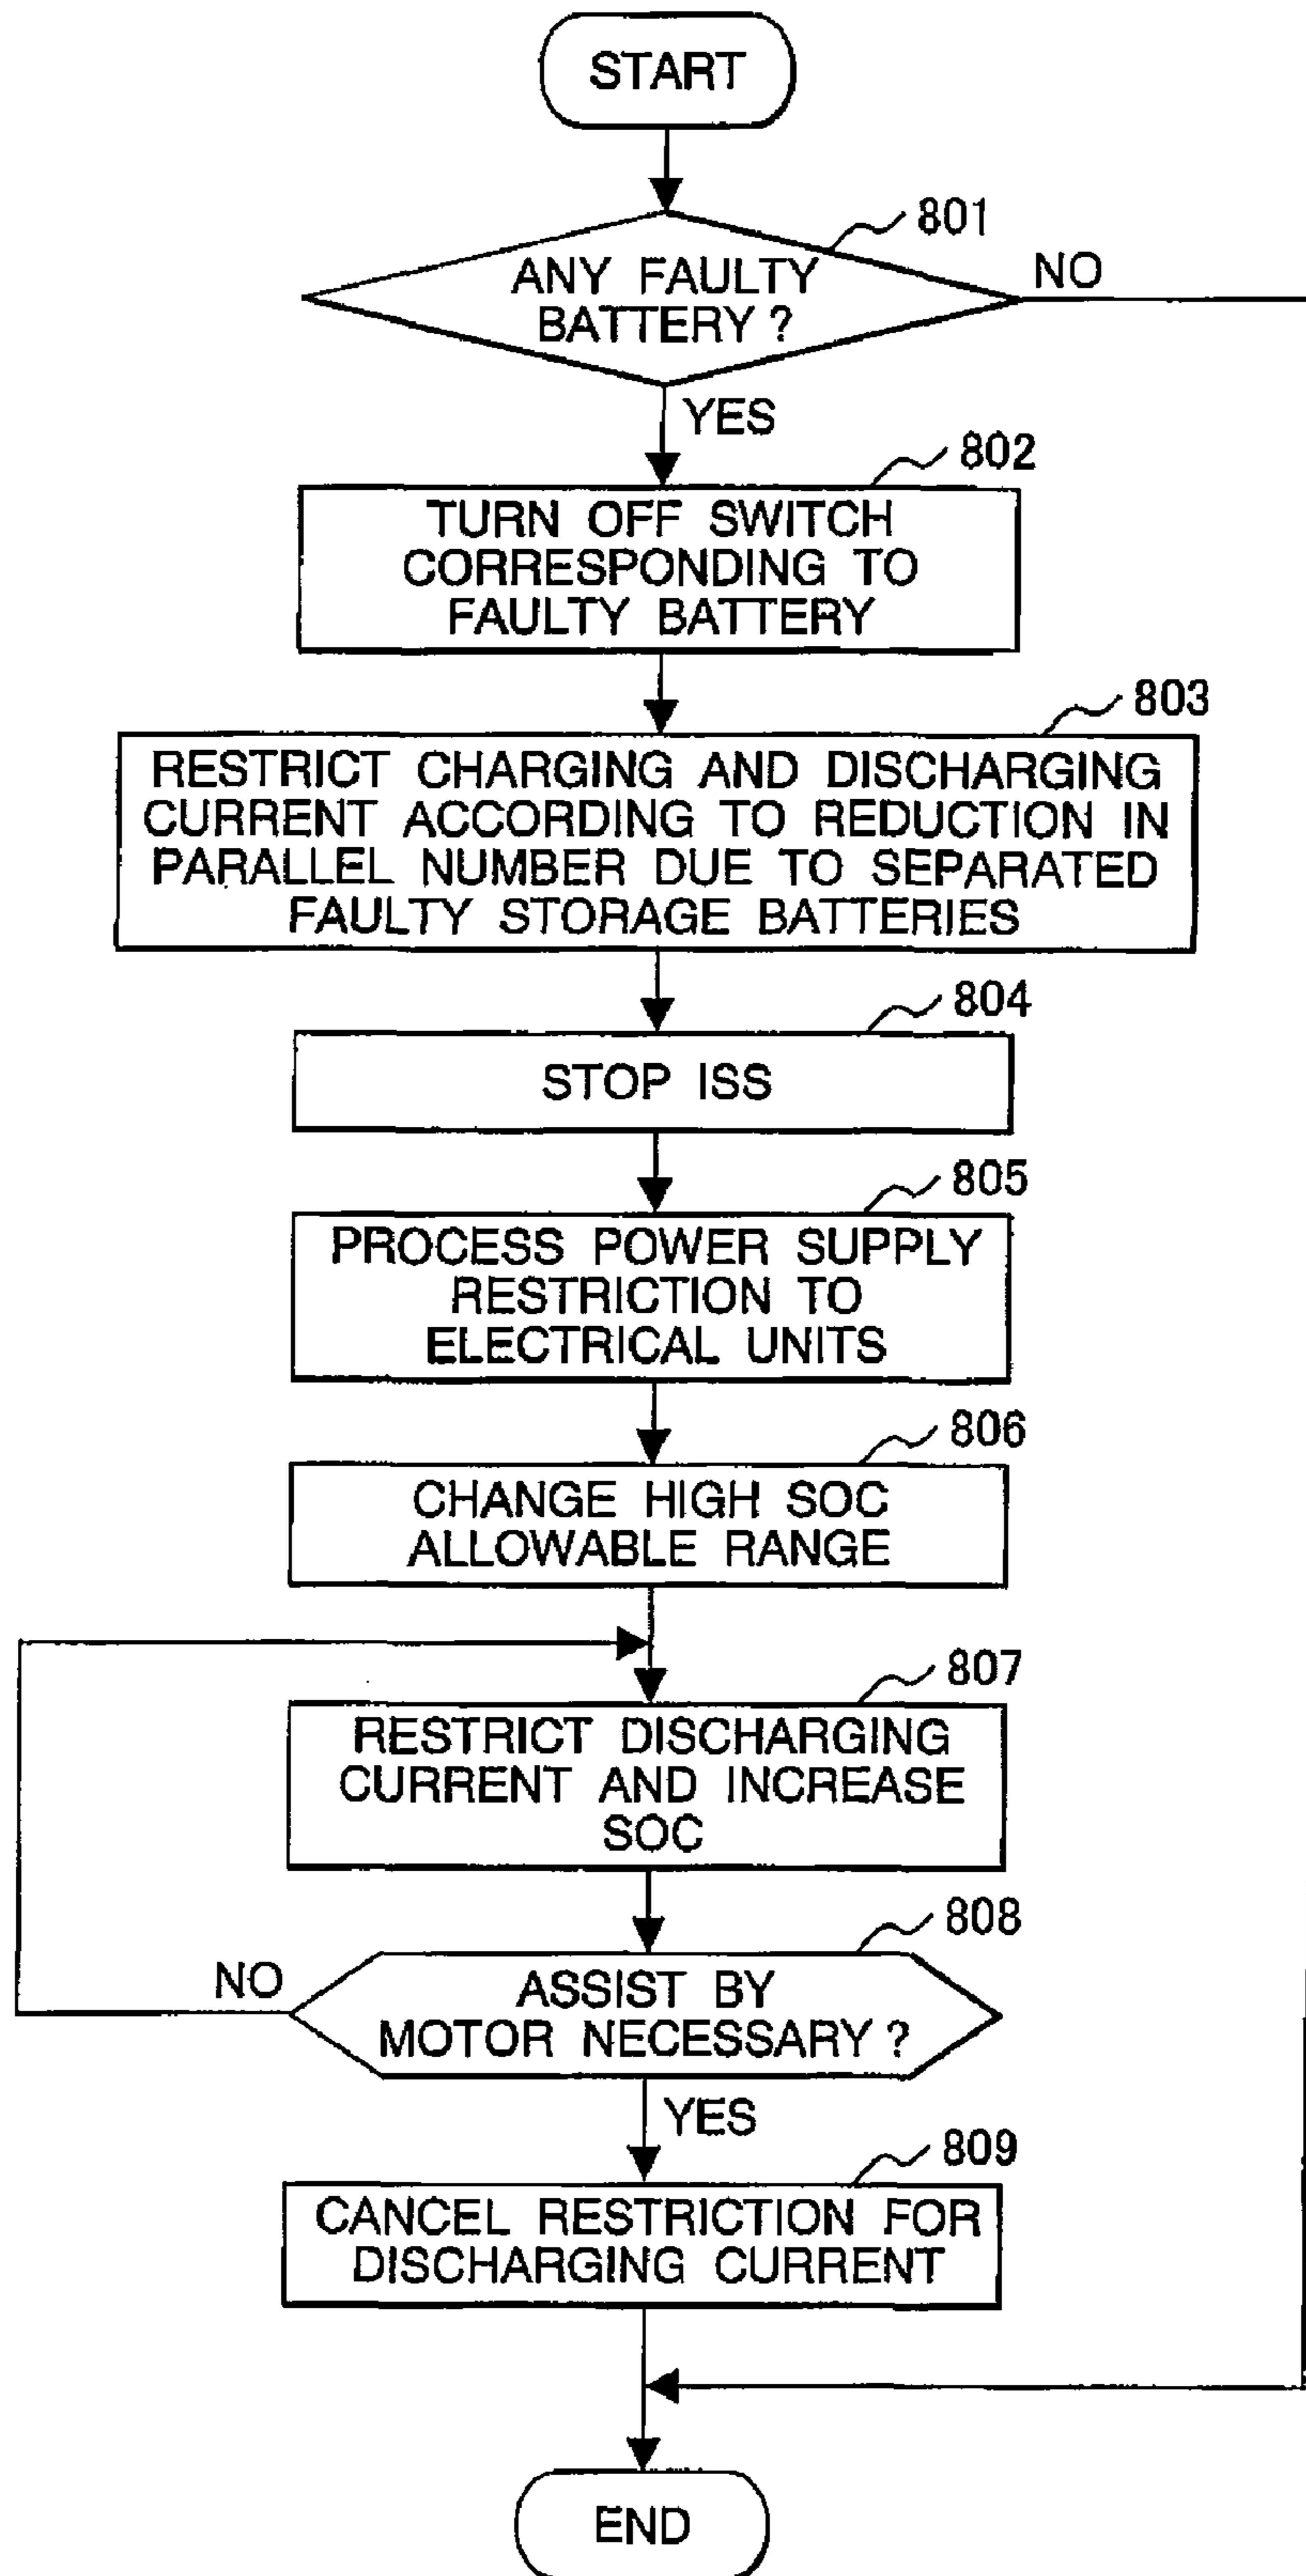 START
801
ANY FAULTY
BATTERY ?
NO
YES
802
TURN OFF SWITCH
CORRESPONDING TO
FAULTY BATTERY
803
RESTRICT CHARGING AND DISCHARGING
CURRENT ACCORDING TO REDUCTION IN
PARALLEL NUMBER DUE TO SEPARATED
FAULTY STORAGE BATTERIES
804
STOP ISS
805
PROCESS POWER SUPPLY
RESTRICTION TO
ELECTRICAL UNITS
806
CHANGE HIGH SOC
ALLOWABLE RANGE
807
RESTRICT DISCHARGING
CURRENT AND INCREASE
SOC
808
NO
ASSIST BY
MOTOR NECESSARY ?
YES
809
CANCEL RESTRICTION FOR
DISCHARGING CURRENT
END